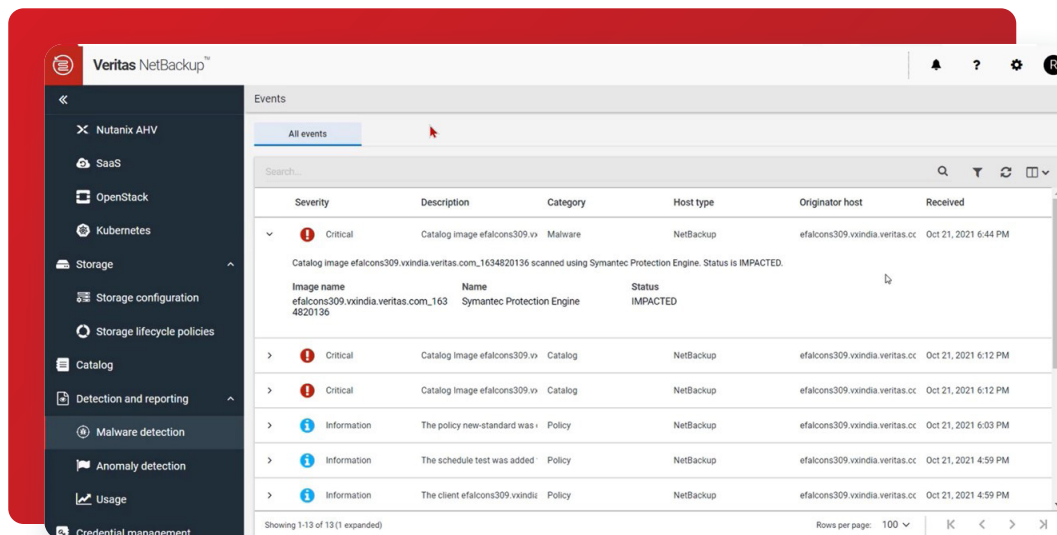 Veritas NetBackup™
?
R
Nutanix AHV
SaaS
OpenStack
Kubernetes
Storage
Storage configuration
Storage lifecycle policies
Catalog
Detection and reporting
Malware detection
Anomaly detection
Usage
Credential management
Events
All events
Search...
Severity Description Category Host type Originator host Received
Critical Catalog image efalcons309.vx Malware NetBackup efalcons309.vxindia.veritas.cc Oct 21, 2021 6:44 PM
Catalog image efalcons309.vxindia.veritas.com_1634820136 scanned using Symantec Protection Engine. Status is IMPACTED.
Image name Name Status
efalcons309.vxindia.veritas.com_163 Symantec Protection Engine IMPACTED
4820136
Critical Catalog Image efalcons309.vx Catalog NetBackup efalcons309.vxindia.veritas.cc Oct 21, 2021 6:12 PM
Critical Catalog Image efalcons309.vx Catalog NetBackup efalcons309.vxindia.veritas.cc Oct 21, 2021 6:12 PM
Information The policy new-standard was Policy NetBackup efalcons309.vxindia.veritas.cc Oct 21, 2021 6:03 PM
Information The schedule test was added Policy NetBackup efalcons309.vxindia.veritas.cc Oct 21, 2021 4:59 PM
Information The client efalcons309.vxindia Policy NetBackup efalcons309.vxindia.veritas.cc Oct 21, 2021 4:59 PM
Showing 1-13 of 13 (1 expanded) Rows per page: 100